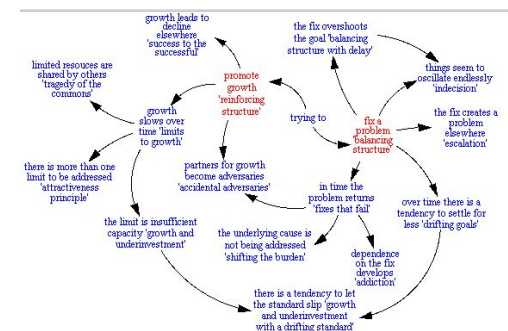 growth leads to
decline
elsewhere
'success to the
successful'
the fix overshoots
the goal 'balancing
structure with delay'
limited resouces are
shared by others
'tragedy of the
commons'
promote
growth
'reinforcing
structure'
things seem to
oscillate endlessly
'indecision'
growth
slows over
time 'limits
to growth'
trying to
fix a
problem
'balancing
structure'
the fix creates a
problem
elsewhere
'escalation'
there is more than one
limit to be addressed
'attractiveness
principle'
partners for growth
become adversaries
'accidental adversaries'
in time the
problem returns
'fixes that fail'
over time there is a
tendency to settle for
less 'drifting goals'
the limit is insufficient
capacity 'growth and
underinvestment'
the underlying cause is
not being addressed
'shifting the burden'
dependence
on the fix
develops
'addiction'
there is a tendency to let
the standard slip 'growth
and underinvestment
with a drifting standard'